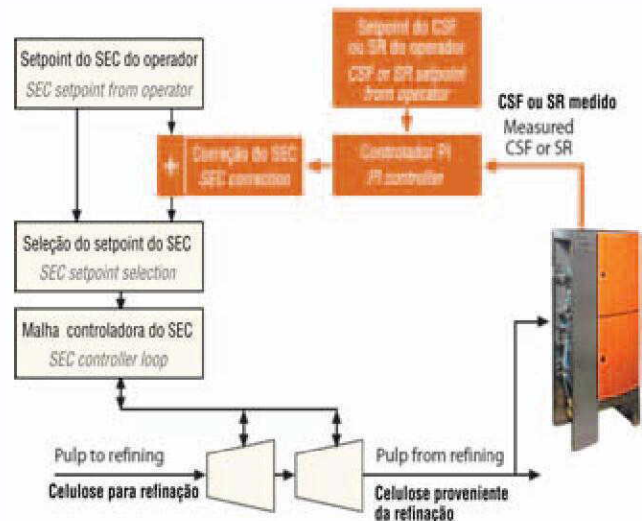 Setpoint do SEC do operador
SEC setpoint from operator
Setpoint do CSF
ou SR do operador
CSF or SR setpoint
from operator
CSF ou SR medido
Measured
CSF or SR
+
Correção do SEC
SEC correction
Controlador PI
PI controller
Seleção do setpoint do SEC
SEC setpoint selection
Malha controladora do SEC
SEC controller loop
Pulp to refining
Celulose para refinação
Pulp from refining
Celulose proveniente
da refinação